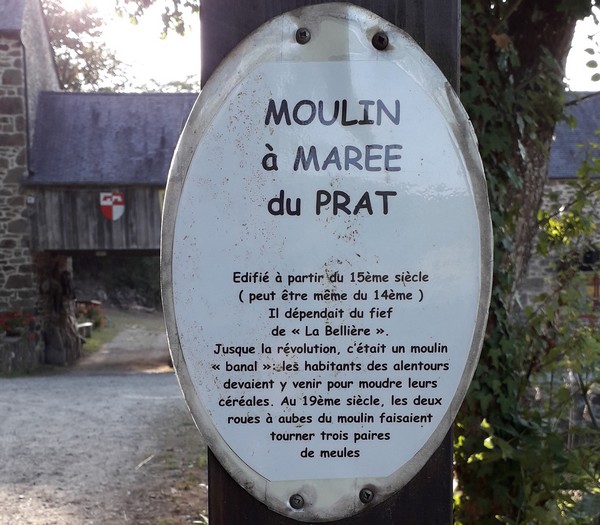 MOULIN
à MAREE
du PRAT
Edifié à partir du 15ème siècle
( peut être même du 14ème )
Il dépendait du fief
de « La Bellière ».
Jusque la révolution, c'était un moulin
« banal »: les habitants des alentours
devaient y venir pour moudre leurs
céréales. Au 19ème siècle, les deux
roues à aubes du moulin faisaient
tourner trois paires
de meules